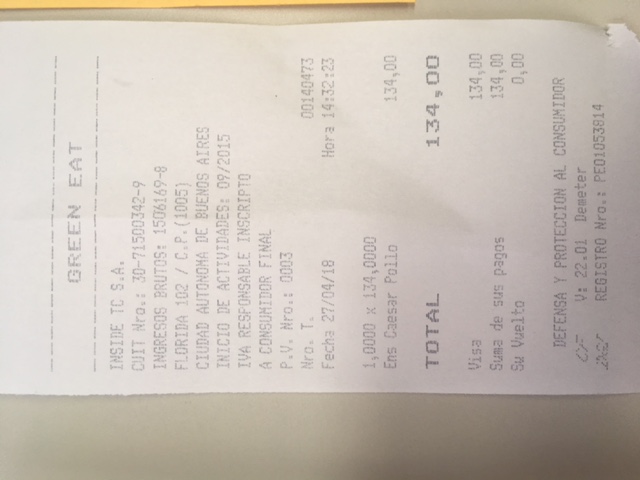 GREEN EAT
INSIDE TC S.A.
CUIT Nro.: 30-71500342-9
INGRESOS BRUTOS: 1506169-8
FLORIDA 102 / C.P.(1005)
CIUDAD AUTONOMA DE BUENOS AIRES
INICIO DE ACTIVIDADES: 09/2015
IVA RESPONSABLE INSCRIPTO
A CONSUMIDOR FINAL
P.V. Nro.: 0003
Nro. T. 00140473
Fecha 27/04/18 Hora 14:32:23
1,0000 x 134,0000
Ens Caesar Pollo 134,00
TOTAL 134,00
Visa 134,00
Suma de sus pagos 134,00
Su Vuelto 0,00
DEFENSA Y PROTECCION AL CONSUMIDOR
CF V: 22.01 Demeter
REGISTRO Nro.: PEO1053814